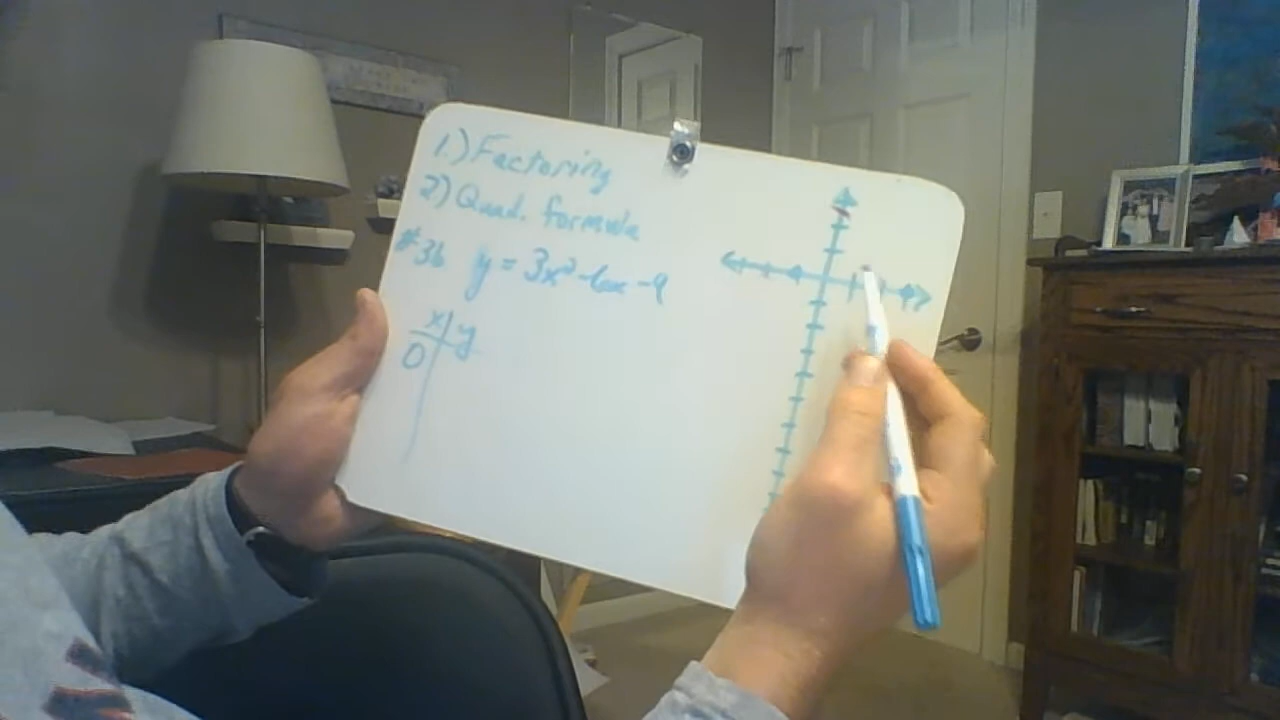 1.) Factoring
2) Quad. formula
#36 y = 3x² - 6x - 9
x y
0